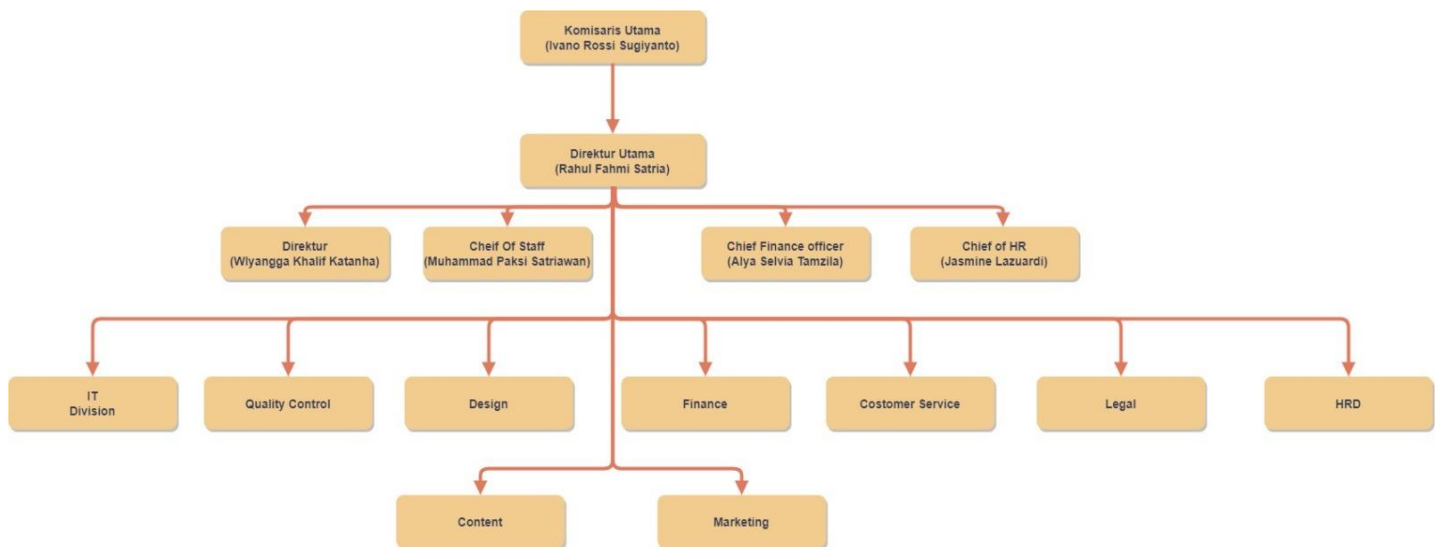 Komisaris Utama
(Ivano Rossi Sugiyanto)
Direktur Utama
(Rahul Fahmi Satria)
Direktur
(WIyangga Khalif Katanha)
Cheif Of Staff
(Muhammad Paksi Satriawan)
Chief Finance officer
(Alya Selvia Tamzila)
Chief of HR
(Jasmine Lazuardi)
IT
Division
Quality Control
Design
Finance
Costomer Service
Legal
HRD
Content
Marketing